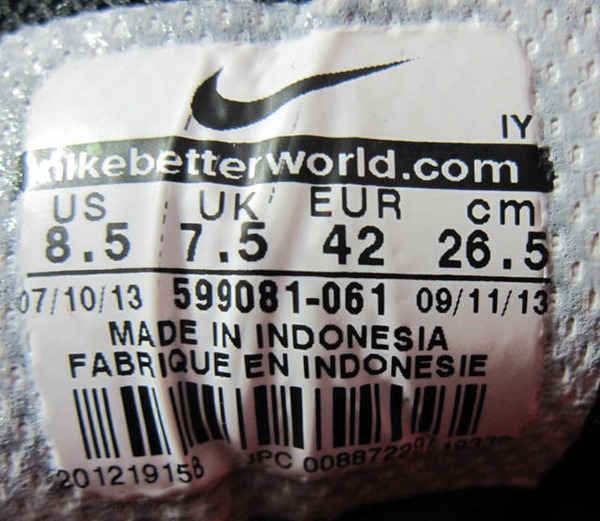 IY
nikebetterworld.com
US UK EUR cm
8.5 7.5 42 26.5
07/10/13 599081-061 09/11/13
MADE IN INDONESIA
FABRIQUE EN INDONESIE
201219158 UPC